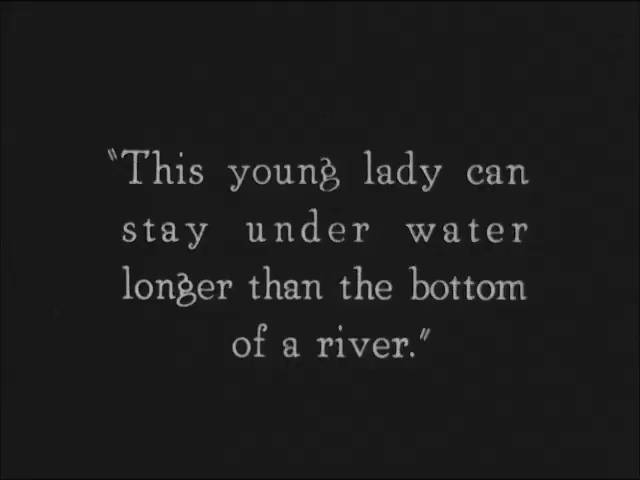 "This young lady can
stay under water
longer than the bottom
of a river."